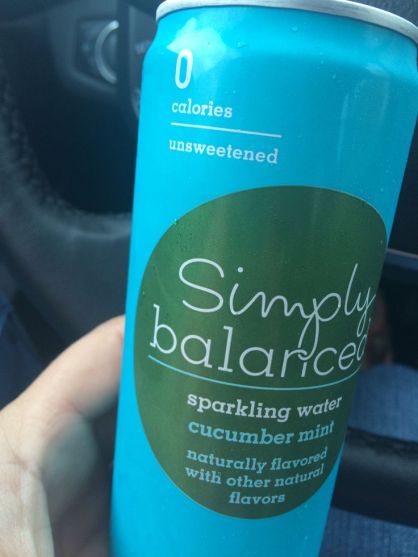 0
calories
unsweetened
Simply
balanced
sparkling water
cucumber mint
naturally flavored
with other natural
flavors